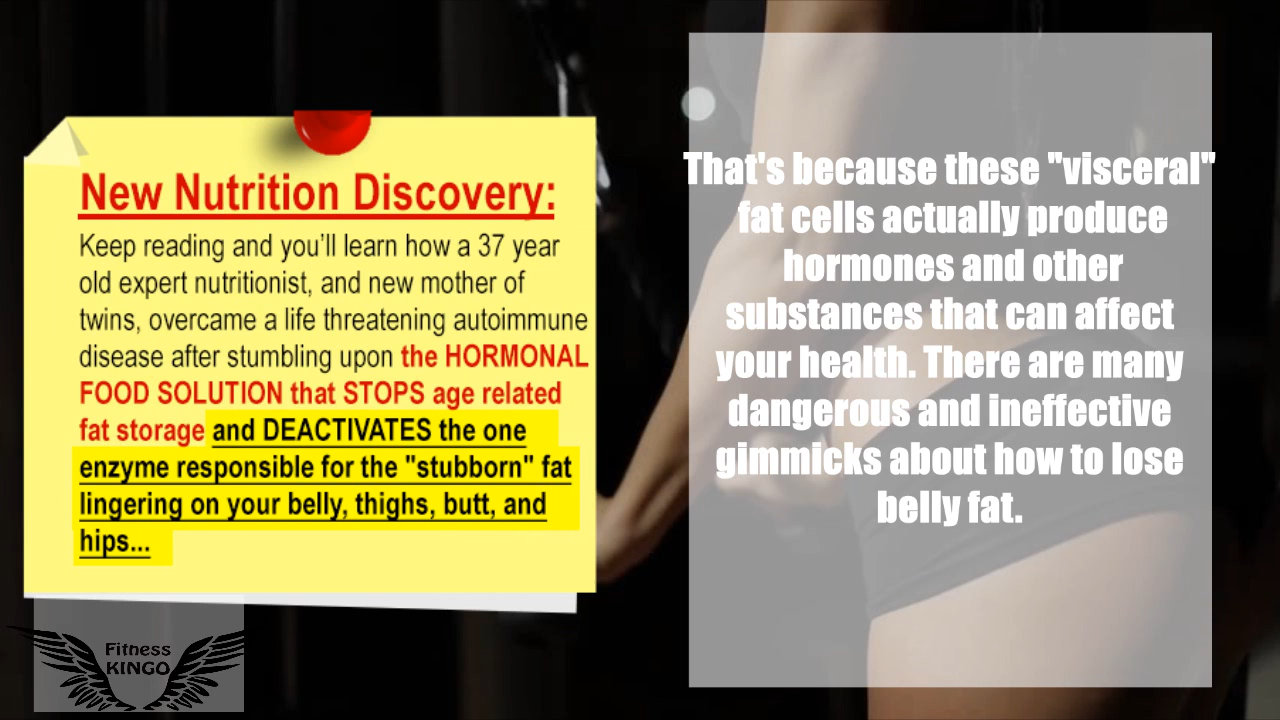 New Nutrition Discovery:
Keep reading and you’ll learn how a 37 year
old expert nutritionist, and new mother of
twins, overcame a life threatening autoimmune
disease after stumbling upon the HORMONAL
FOOD SOLUTION that STOPS age related
fat storage and DEACTIVATES the one
enzyme responsible for the "stubborn" fat
lingering on your belly, thighs, butt, and
hips...
Fitness
KINGO
That's because these "visceral"
fat cells actually produce
hormones and other
substances that can affect
your health. There are many
dangerous and ineffective
gimmicks about how to lose
belly fat.